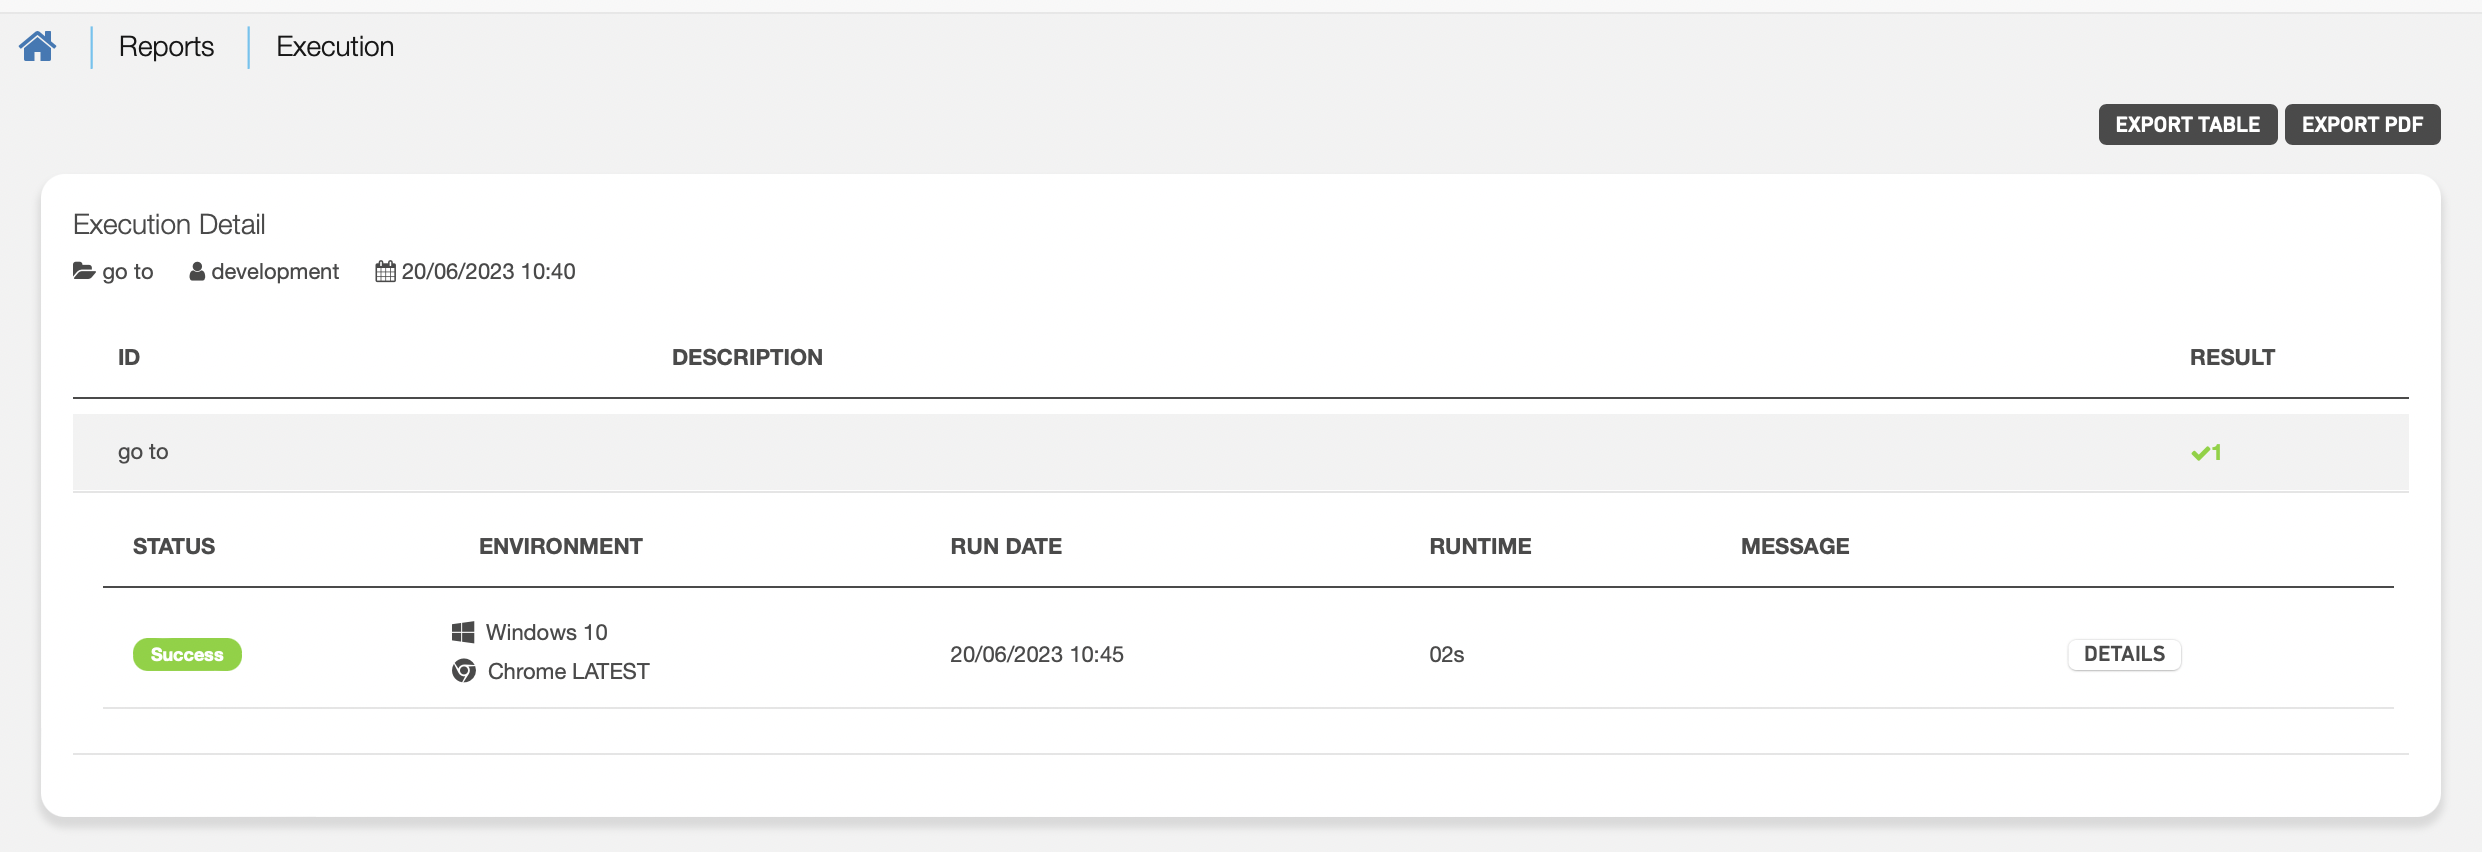 Reports Execution
EXPORT TABLE EXPORT PDF
Execution Detail
go to development 20/06/2023 10:40
ID DESCRIPTION RESULT
go to 1
STATUS ENVIRONMENT RUN DATE RUNTIME MESSAGE
Windows 10
Success 20/06/2023 10:45 02s DETAILS
Chrome LATEST